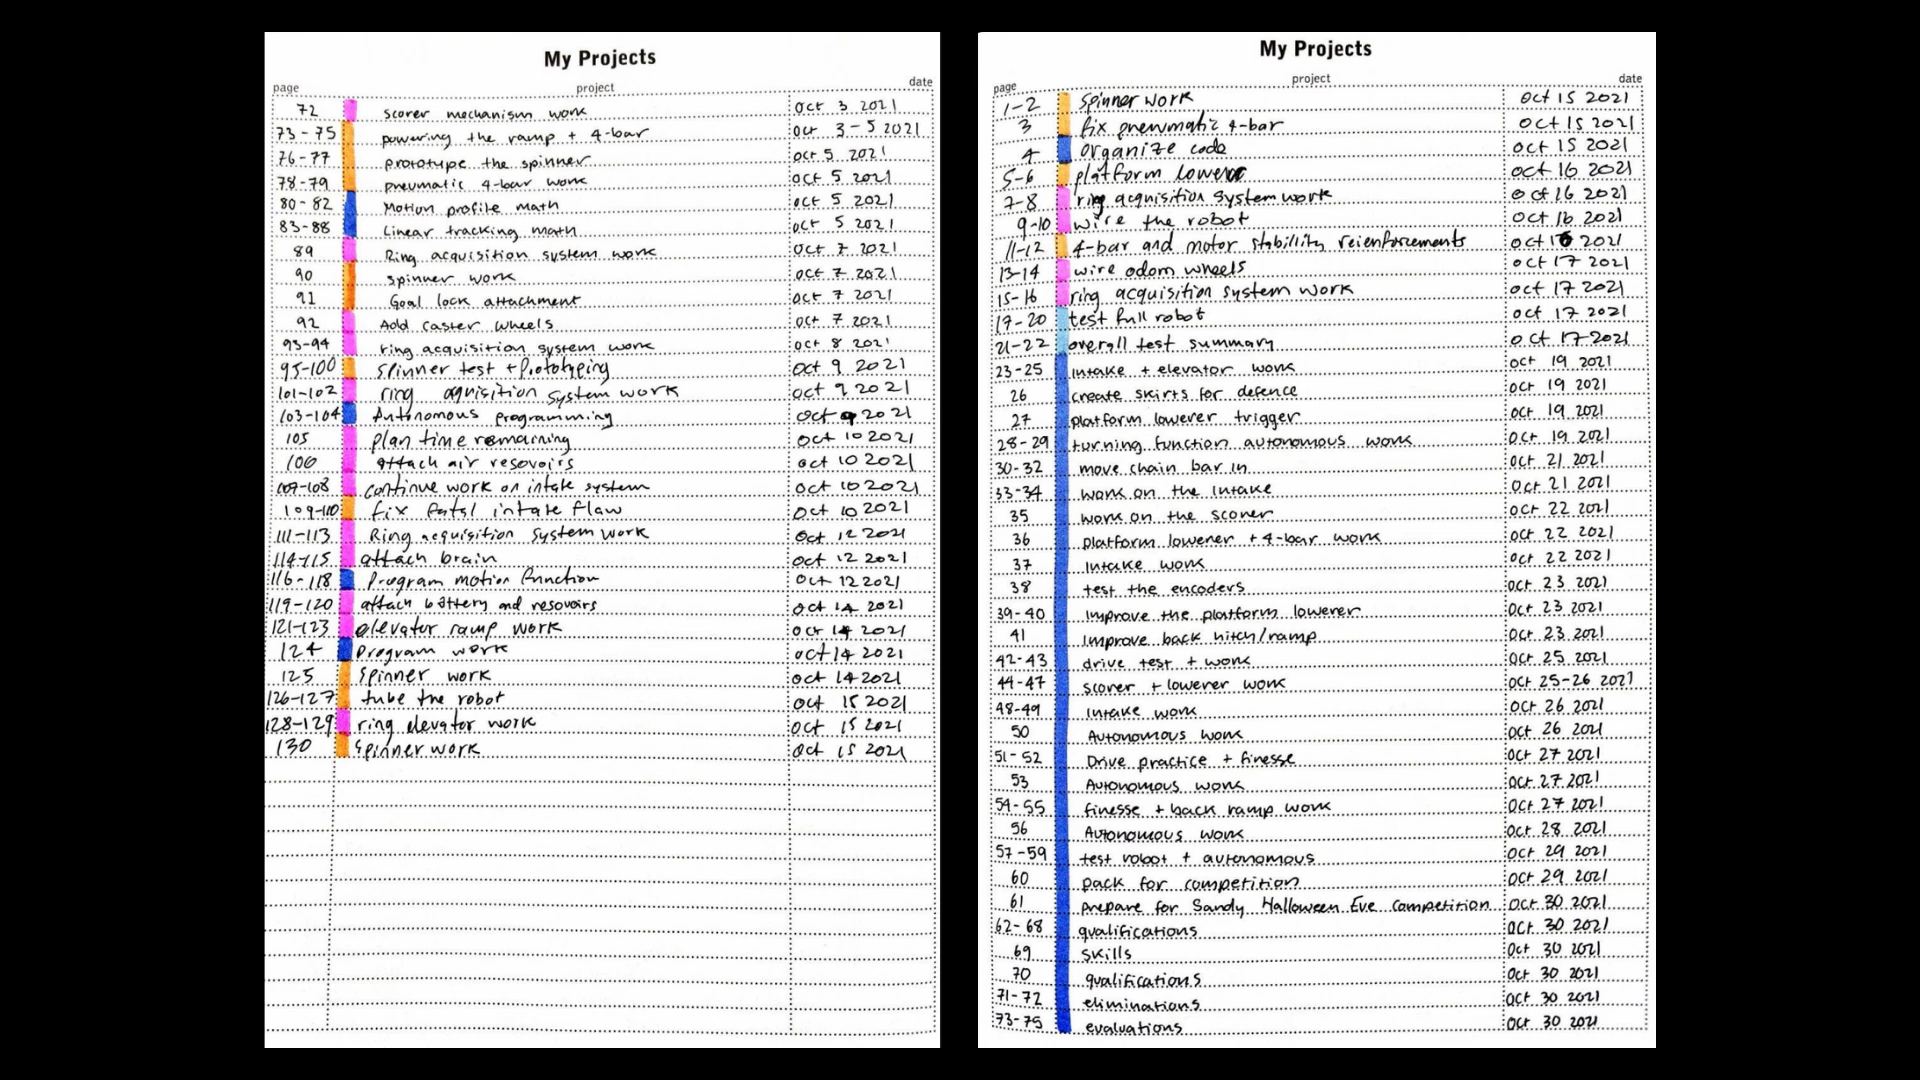 My Projects
page project date
72 scorer mechanism work Oct 3 2021
73-75 powering the ramp + 4-bar Oct 3-5 2021
76-77 prototype the spinner Oct 5 2021
78-79 pneumatic 4-bar work Oct 5 2021
80-82 Motion profile math Oct 5 2021
83-88 Linear tracking math Oct 5 2021
89 Ring acquisition system work Oct 7 2021
90 spinner work Oct 7 2021
91 Goal lock attachment Oct 7 2021
92 Add caster wheels Oct 7 2021
93-94 ring acquisition system work Oct 8 2021
95-100 Spinner test + Prototyping Oct 9 2021
101-102 ring aquisition system work Oct 9 2021
103-104 Autonomous programming Oct 9 2021
105 plan time remaining Oct 10 2021
106 attach air resovoirs Oct 10 2021
107-108 continue work on intake system Oct 10 2021
109-110 fix fatal intake flaw Oct 10 2021
111-113 Ring acquisition System work Oct 12 2021
114-115 attach brain Oct 12 2021
116-118 Program motion function Oct 12 2021
119-120 attach battery and resovoirs Oct 14 2021
121-123 elevator ramp work Oct 14 2021
124 Program work Oct 14 2021
125 Spinner work Oct 14 2021
126-127 tube the robot Oct 15 2021
128-129 ring elevator work Oct 15 2021
130 Spinner work Oct 15 2021
My Projects
page project date
1-2 Spinner work Oct 15 2021
3 fix pneumatic 4-bar Oct 15 2021
4 Organize code Oct 15 2021
5-6 platform lower Oct 16 2021
7-8 ring acquisition system work Oct 16 2021
9-10 wire the robot Oct 16 2021
11-12 4-bar and motor stability reienforcements Oct 16 2021
13-14 wire odom wheels Oct 17 2021
15-16 ring acquisition system work Oct 17 2021
19-20 test full robot Oct 17 2021
21-22 overall test summary Oct 17 2021
23-25 intake + elevator work Oct 19 2021
26 create skirts for defence Oct 19 2021
27 platform lowerer trigger Oct 19 2021
28-29 turning function autonomous work Oct 19 2021
30-32 move chain bar in Oct 21 2021
33-34 work on the intake Oct 21 2021
35 work on the scorer Oct 22 2021
36 platform lowerer + 4-bar work Oct 22 2021
37 Intake work Oct 22 2021
38 test the encoders Oct 23 2021
39-40 Improve the platform lowerer Oct 23 2021
41 Improve back hitch/ramp Oct 23 2021
42-43 drive test + work Oct 25 2021
44-47 scorer + lowerer work Oct 25-26 2021
48-49 Intake work Oct 26 2021
50 Autonomous work Oct 26 2021
51-52 Drive practice + finesse Oct 27 2021
53 Autonomous work Oct 27 2021
54-55 finesse + back ramp work Oct 27 2021
56 Autonomous work Oct 28 2021
57-59 test robot + autonomous Oct 29 2021
60 pack for competition Oct 29 2021
61 prepare for Sandy Halloween Eve competition Oct 30 2021
62-68 qualifications Oct 30 2021
69 skills Oct 30 2021
70 qualifications Oct 30 2021
71-72 eliminations Oct 30 2021
73-75 evaluations Oct 30 2021